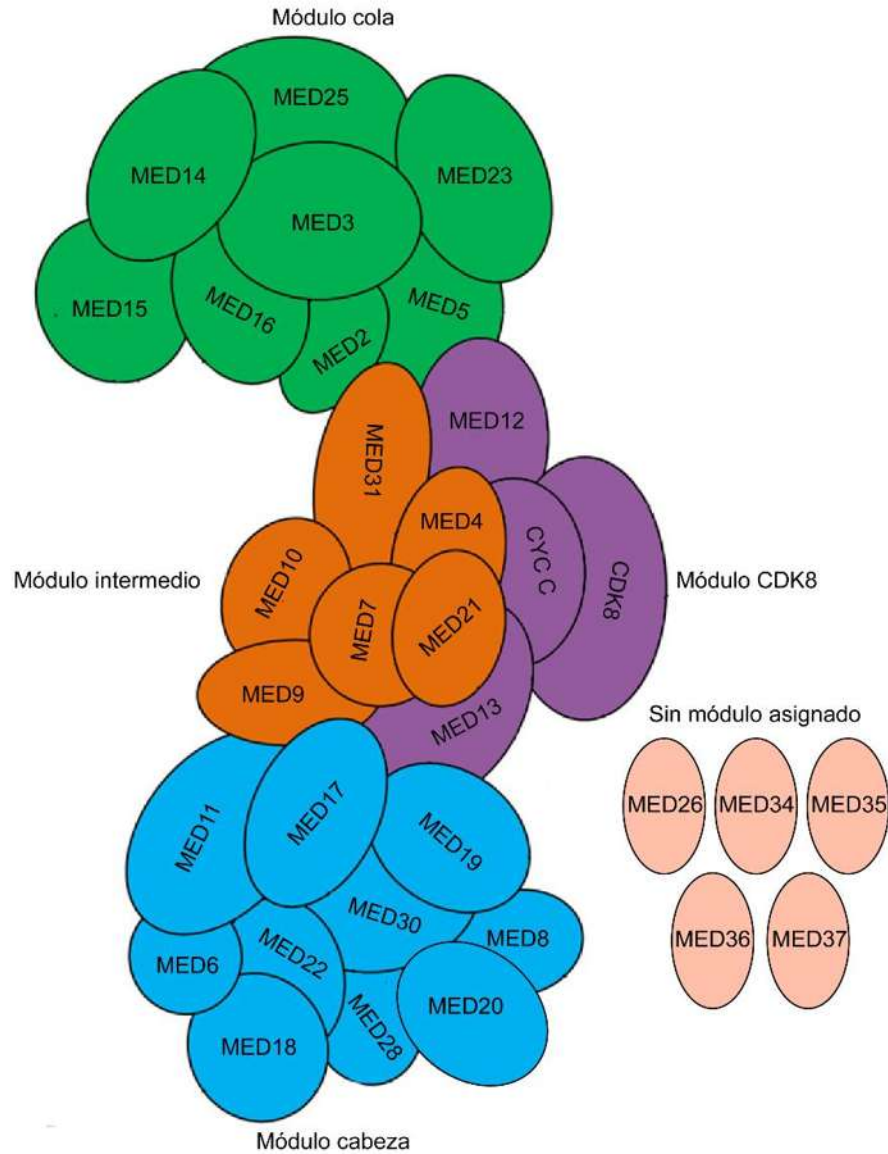 Módulo cola
MED25
MED14
MED23
MED3
MED15
MED16
MED5
MED2
MED12
MED31
MED4
CYC C
CDK8
MED10
Módulo intermedio
Módulo CDK8
MED7
MED21
MED9
MED13
Sin módulo asignado
MED26
MED34
MED35
MED17
MED11
MED19
MED30
MED8
MED36
MED37
MED6
MED22
MED20
MED28
MED18
Módulo cabeza